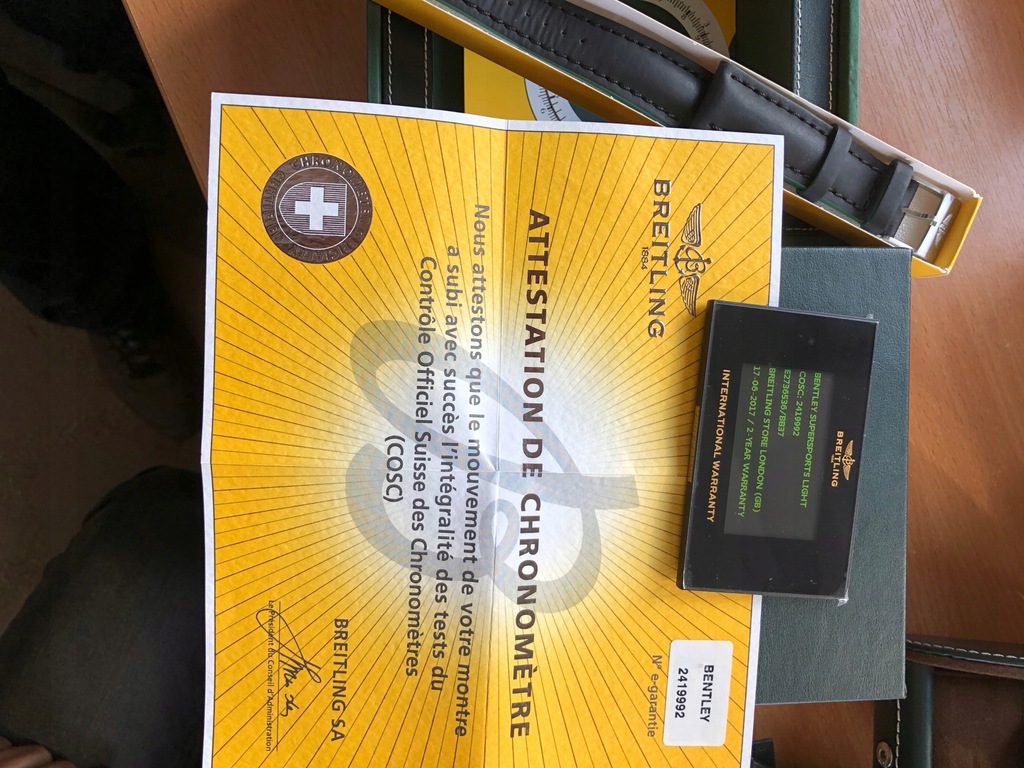 BREITLING
1884
ATTESTATION DE CHRONOMÈTRE
Nous attestons que le mouvement de votre montre
a subi avec succès l'intégralité des tests du
Contrôle Officiel Suisse des Chronomètres
(COSC)
BREITLING SA
Le Président du Conseil d'Administration
BENTLEY
2419992
N° e-garantie
BREITLING
BENTLEY SUPERSPORTS LIGHT
COSC: 2419992
E2736536/BB37
BREITLING STORE LONDON (GB)
17-06-2017 / 2-YEAR WARRANTY
INTERNATIONAL WARRANTY